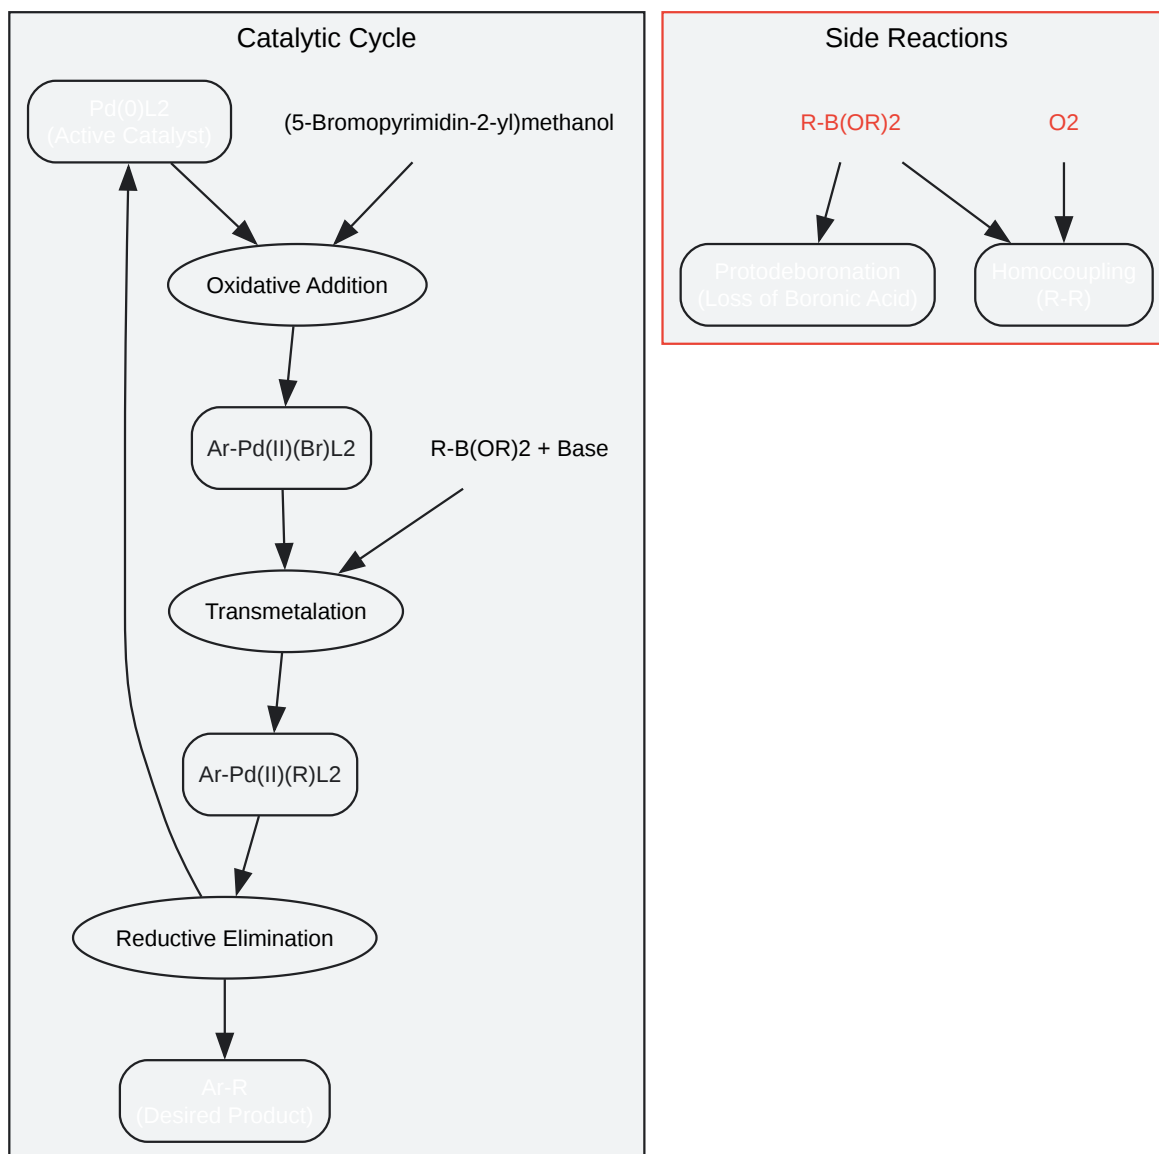 Catalytic Cycle
Pd(0)L2
(Active Catalyst)
(5-Bromopyrimidin-2-yl)methanol
Oxidative Addition
Ar-Pd(II)(Br)L2
R-B(OR)2 + Base
Transmetalation
Ar-Pd(II)(R)L2
Reductive Elimination
Ar-R
(Desired Product)
Side Reactions
R-B(OR)2
O2
Protodeboronation
(Loss of Boronic Acid)
Homocoupling
(R-R)